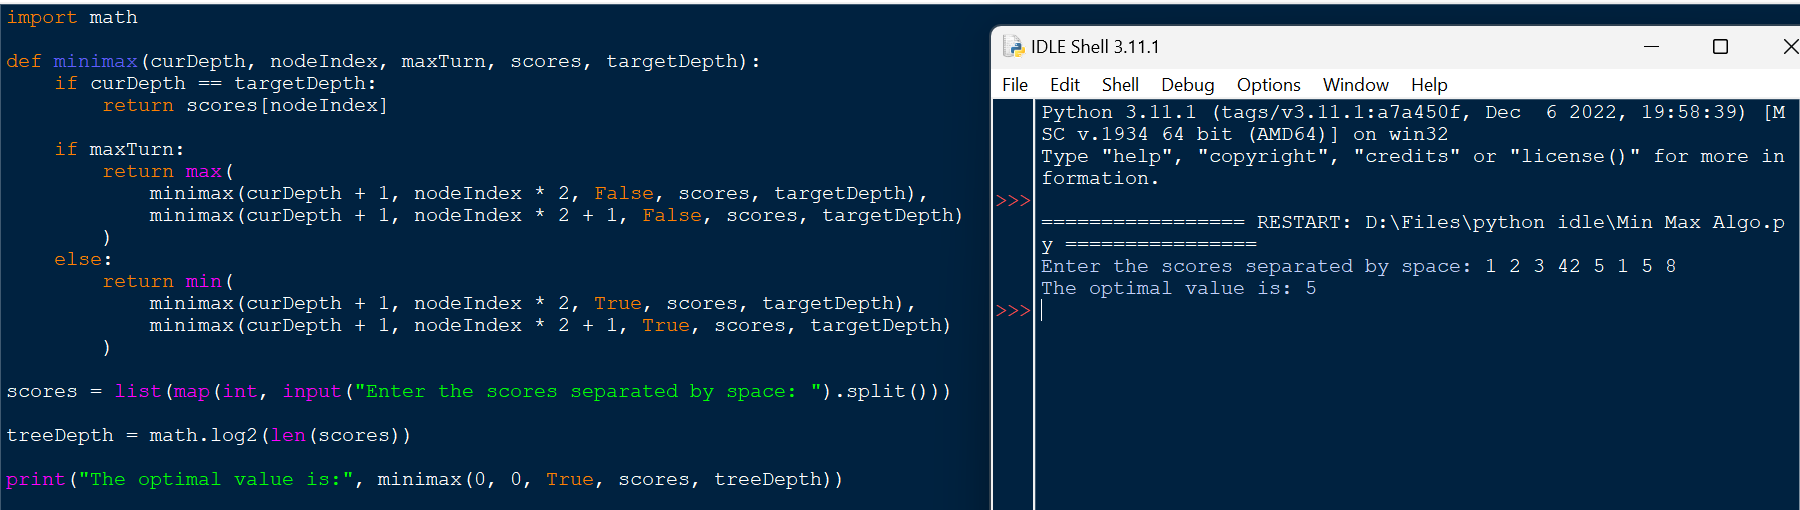 import math
def minimax(curDepth, nodeIndex, maxTurn, scores, targetDepth):
    if curDepth == targetDepth:
        return scores[nodeIndex]
    if maxTurn:
        return max(
            minimax(curDepth + 1, nodeIndex * 2, False, scores, targetDepth),
            minimax(curDepth + 1, nodeIndex * 2 + 1, False, scores, targetDepth)
        )
    else:
        return min(
            minimax(curDepth + 1, nodeIndex * 2, True, scores, targetDepth),
            minimax(curDepth + 1, nodeIndex * 2 + 1, True, scores, targetDepth)
        )
scores = list(map(int, input("Enter the scores separated by space: ").split()))
treeDepth = math.log2(len(scores))
print("The optimal value is:", minimax(0, 0, True, scores, treeDepth))
IDLE Shell 3.11.1
File Edit Shell Debug Options Window Help
Python 3.11.1 (tags/v3.11.1:a7a450f, Dec  6 2022, 19:58:39) [M
SC v.1934 64 bit (AMD64)] on win32
Type "help", "copyright", "credits" or "license()" for more in
formation.
>>>
================= RESTART: D:\Files\python idle\Min Max Algo.p
y ================
Enter the scores separated by space: 1 2 3 42 5 1 5 8
The optimal value is: 5
>>>